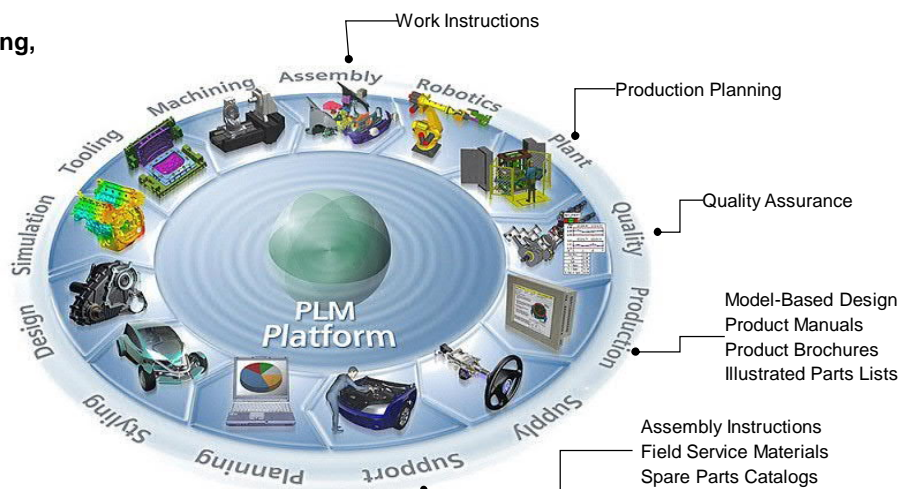 ng,
Work Instructions
Production Planning
Quality Assurance
Model-Based Design
Product Manuals
Product Brochures
Illustrated Parts Lists
Assembly Instructions
Field Service Materials
Spare Parts Catalogs
Assembly
Robotics
Plant
Quality
Production
Supply
Support
Planning
Styling
Design
Simulation
Tooling
Machining
PLM
Platform